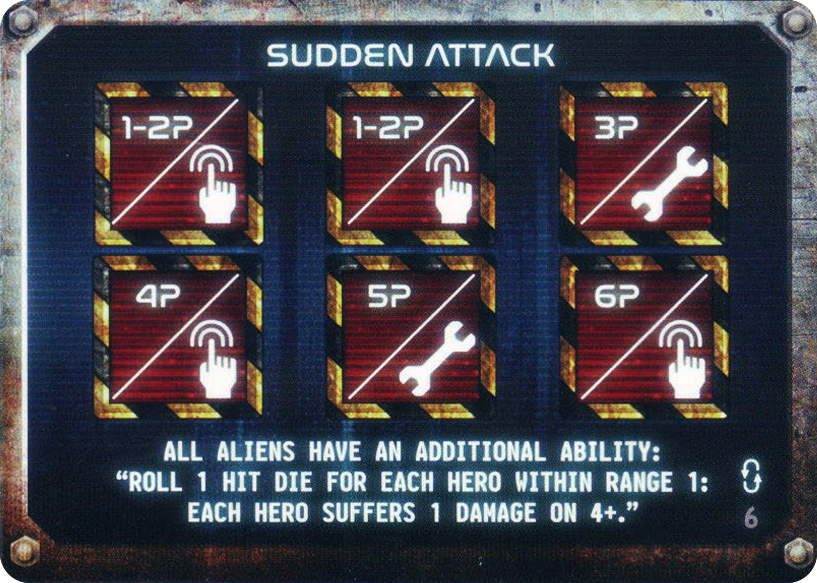 SUDDEN ATTACK
1-2P 1-2P 3P
4P 5P 6P
ALL ALIENS HAVE AN ADDITIONAL ABILITY:
“ROLL 1 HIT DIE FOR EACH HERO WITHIN RANGE 1:
EACH HERO SUFFERS 1 DAMAGE ON 4+.”
6